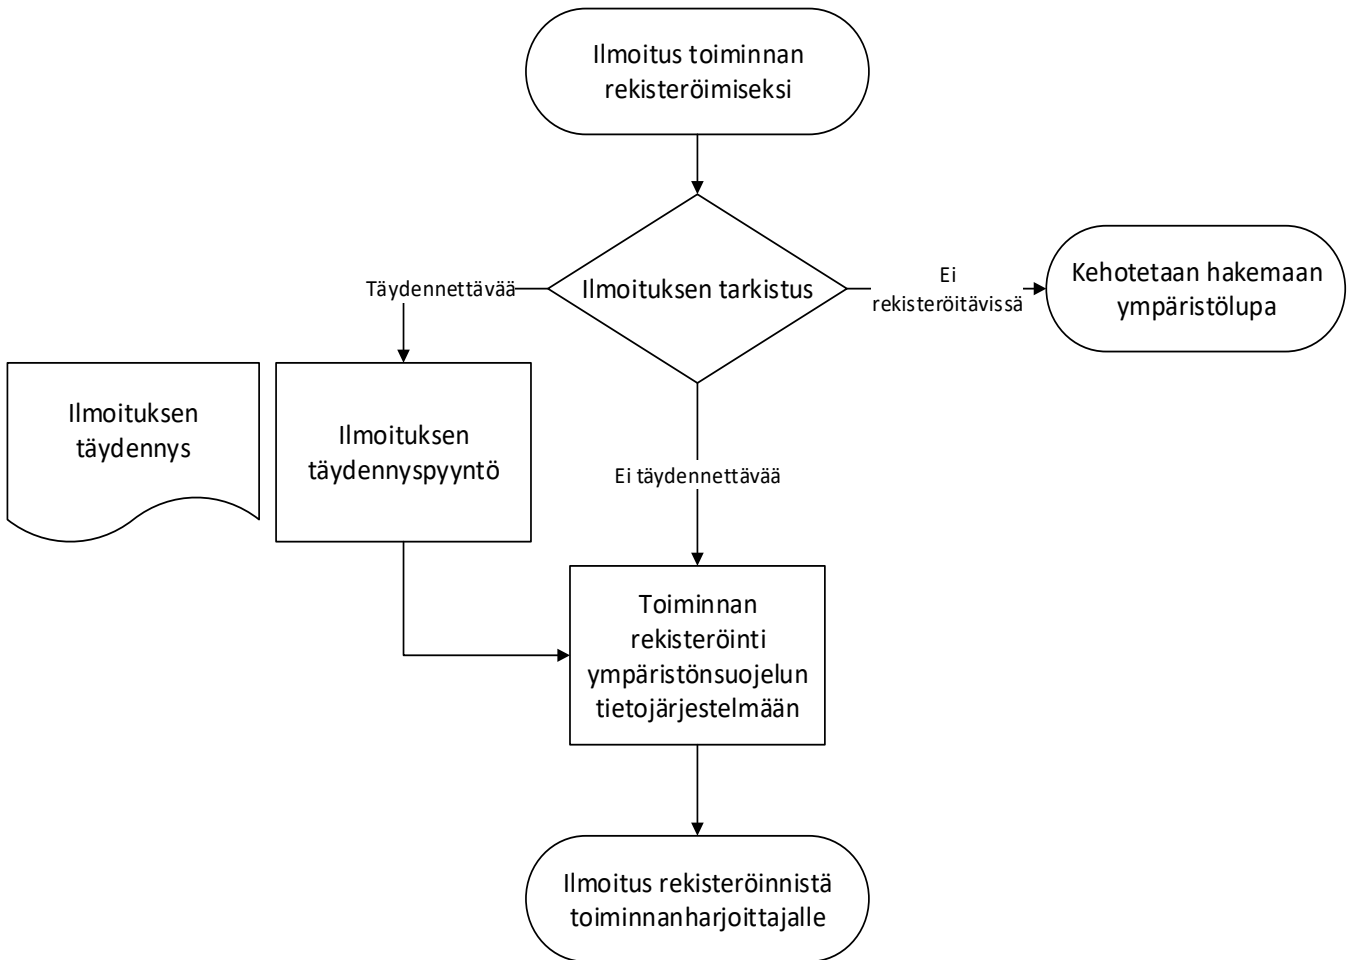 Ilmoitus toiminnan
rekisteröimiseksi
Ilmoituksen tarkistus
Täydennettävää
Ei
rekisteröitävissä
Kehotetaan hakemaan
ympäristölupa
Ilmoituksen
täydennys
Ilmoituksen
täydennyspyyntö
Ei täydennettävää
Toiminnan
rekisteröinti
ympäristönsuojelun
tietojärjestelmään
Ilmoitus rekisteröinnistä
toiminnanharjoittajalle